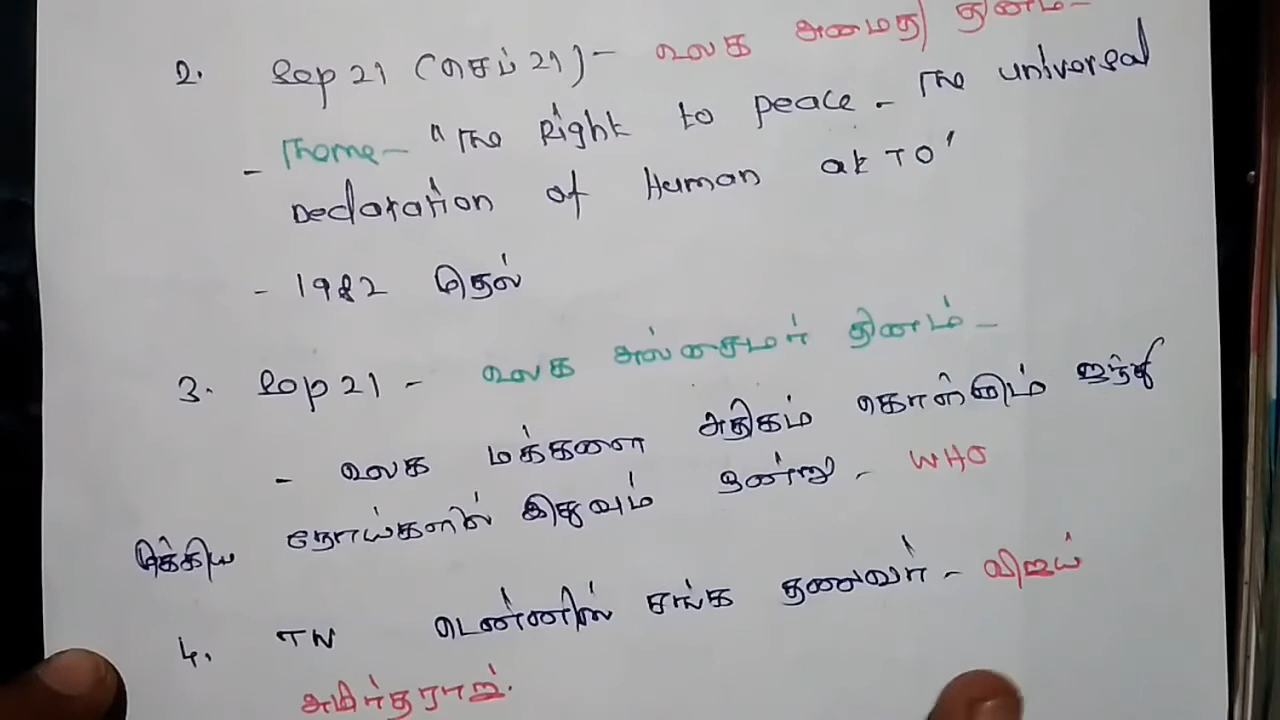 2. Sep 21 (செப் 21) - உலக அமைதி தினம் -
- Theme - "The Right to peace - The universal
Declaration of Human at 70"
- 1982 தெல்
3. Sep 21 - உலக அல்சைமர் தினம் -
- உலக மக்களை அதிகம் கொள்ளும் ஐந்து
முக்கிய நோய்களில் இதுவும் ஒன்று - WHO
4. TN டென்னிஸ் சங்க தலைவர் - விஜய்
அமிர்தராஜ்.